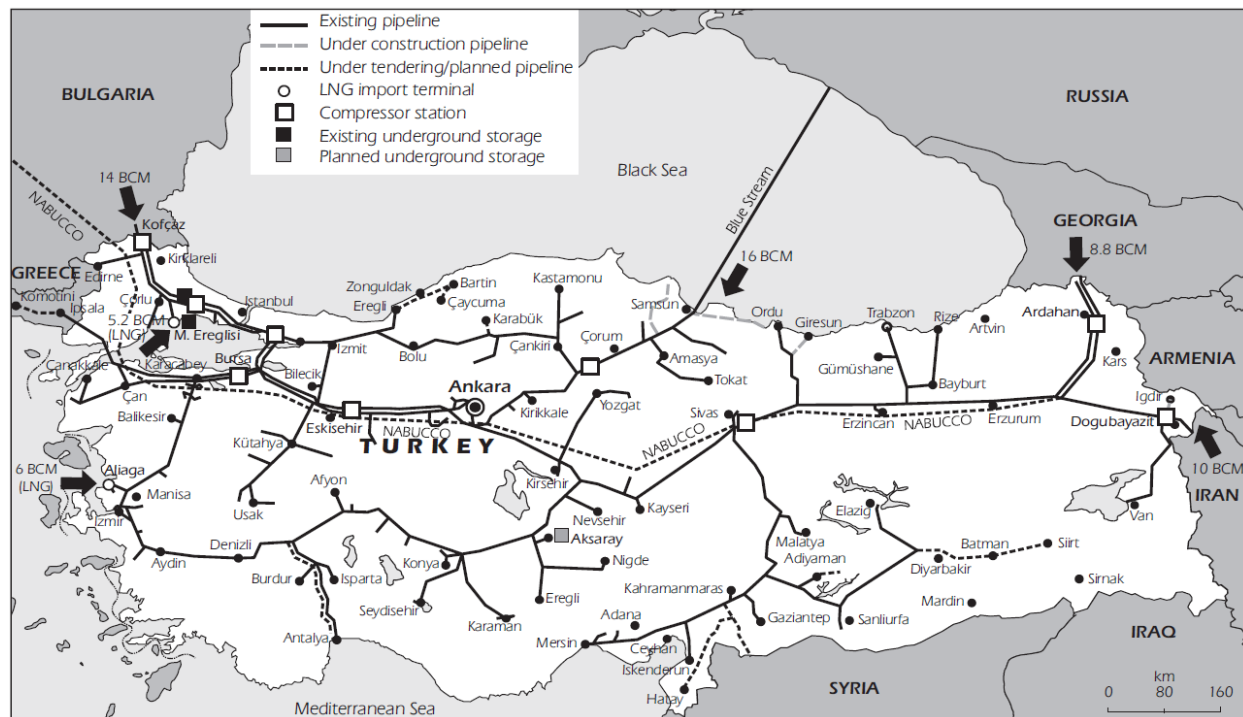 Existing pipeline
Under construction pipeline
Under tendering/planned pipeline
LNG import terminal
Compressor station
Existing underground storage
Planned underground storage
BULGARIA
RUSSIA
Black Sea
Blue Stream
14 BCM
NABUCCO
Kofçaz
GEORGIA
8.8 BCM
16 BCM
GREECE
Edirne
Kirklareli
Komotini
Ipsala
Çorlu
Istanbul
5.2 BCM
(LNG)
M. Ereglisi
Zonguldak
Eregli
Bartin
Çaycuma
Kastamonu
Karabük
Samsun
Ordu
Giresun
Trabzon
Rize
Artvin
Ardahan
Kars
ARMENIA
Igdir
Çanakkale
Karacabey
Bursa
Izmit
Bolu
Çankiri
Çorum
Amasya
Tokat
Gümüshane
Bayburt
Çan
Bilecik
Ankara
Kirikkale
Yozgat
Sivas
Erzincan
NABUCCO
Erzurum
Dogubayazit
Balikesir
Eskisehir
NABUCCO
TURKEY
NABUCCO
10 BCM
IRAN
Kütahya
6 BCM
(LNG)
Aliaga
Manisa
Izmir
Usak
Afyon
Kirsehir
Nevsehir
Kayseri
Elazig
Van
Aksaray
Malatya
Adiyaman
Batman
Siirt
Diyarbakir
Aydin
Denizli
Konya
Nigde
Burdur
Isparta
Seydisehir
Karaman
Eregli
Kahramanmaras
Adana
Gaziantep
Sanliurfa
Mardin
Sirnak
Antalya
Mersin
Ceyhan
Iskenderun
Hatay
IRAQ
SYRIA
Mediterranean Sea
km
0 80 160